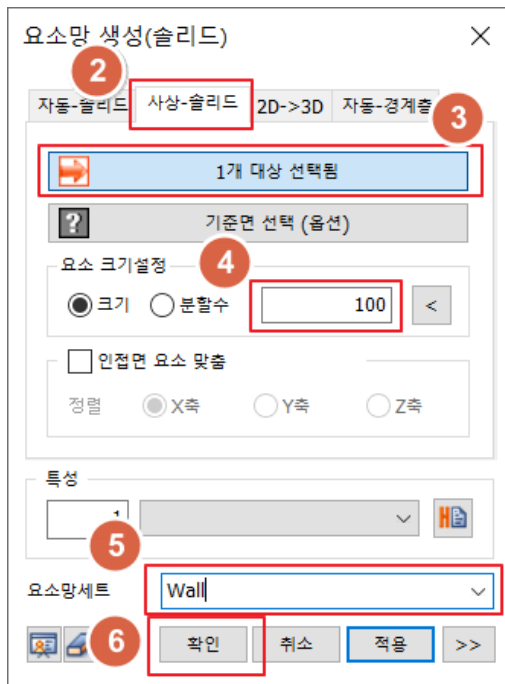 요소망 생성(솔리드)
2
자동-솔리드 사상-솔리드 2D->3D 자동-경계층
3
1개 대상 선택됨
? 기준면 선택 (옵션)
요소 크기설정 4
크기 분할수 100 <
인접면 요소 맞춤
정렬 X축 Y축 Z축
특성
1 H
5
요소망세트 Wall
6 확인 취소 적용 >>